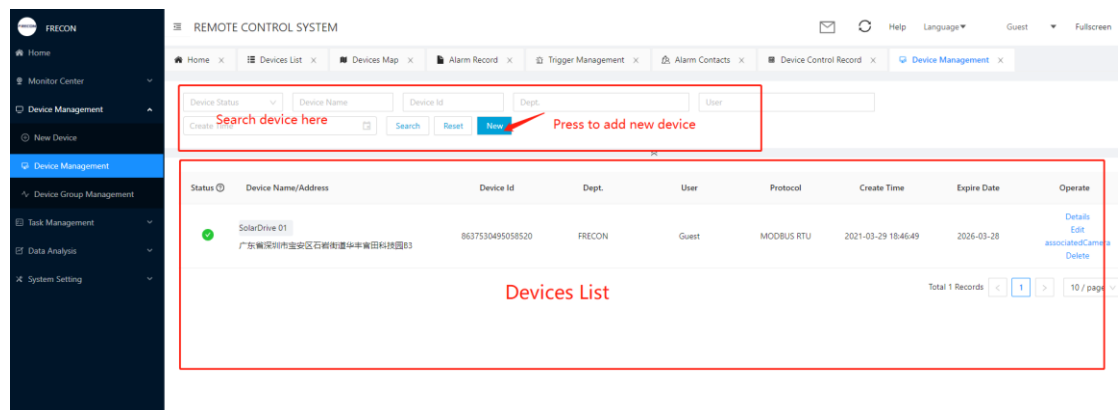 FRECON
REMOTE CONTROL SYSTEM
Help Language Guest Fullscreen
Home
Monitor Center
Device Management
New Device
Device Management
Device Group Management
Task Management
Data Analysis
System Setting
Home × Devices List × Devices Map × Alarm Record × Trigger Management × Alarm Contacts × Device Control Record × Device Management ×
Device Status Device Name Device Id Dept. User
Search device here
Create Time Search Reset New
Press to add new device
Status Device Name/Address Device Id Dept. User Protocol Create Time Expire Date Operate
SolarDrive 01
广东省深圳市宝安区石岩街道华丰裕田科技园B3
8637530495058520 FRECON Guest MODBUS RTU 2021-03-29 18:46:49 2026-03-28
Details
Edit
associatedCamera
Delete
Total 1 Records < 1 > 10 / page
Devices List